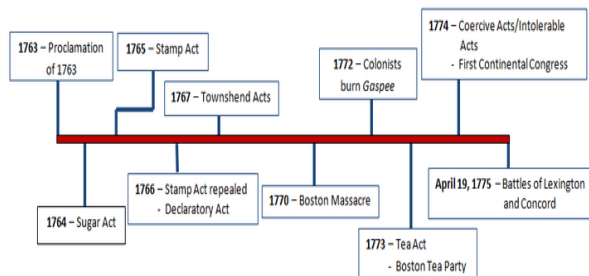 1763 – Proclamation
of 1763
1765 – Stamp Act
1767 – Townshend Acts
1772 – Colonists
burn Gaspee
1774 – Coercive Acts/Intolerable
Acts
- First Continental Congress
1764 – Sugar Act
1766 – Stamp Act repealed
- Declaratory Act
1770 – Boston Massacre
1773 – Tea Act
- Boston Tea Party
April 19, 1775 – Battles of Lexington
and Concord